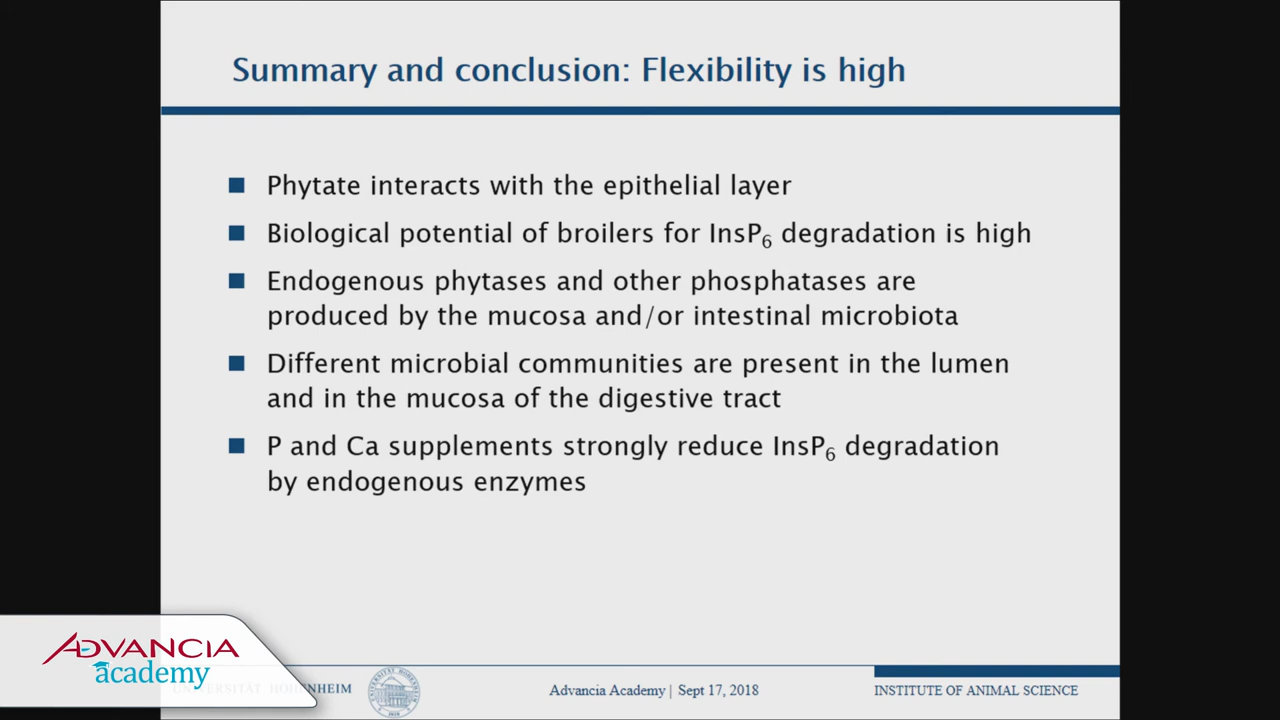 Summary and conclusion: Flexibility is high
Phytate interacts with the epithelial layer
Biological potential of broilers for InsP6 degradation is high
Endogenous phytases and other phosphatases are
produced by the mucosa and/or intestinal microbiota
Different microbial communities are present in the lumen
and in the mucosa of the digestive tract
P and Ca supplements strongly reduce InsP6 degradation
by endogenous enzymes
ADVANCIA
academy
UNIVERSITÄT HOHENHEIM
Advancia Academy | Sept 17, 2018
INSTITUTE OF ANIMAL SCIENCE